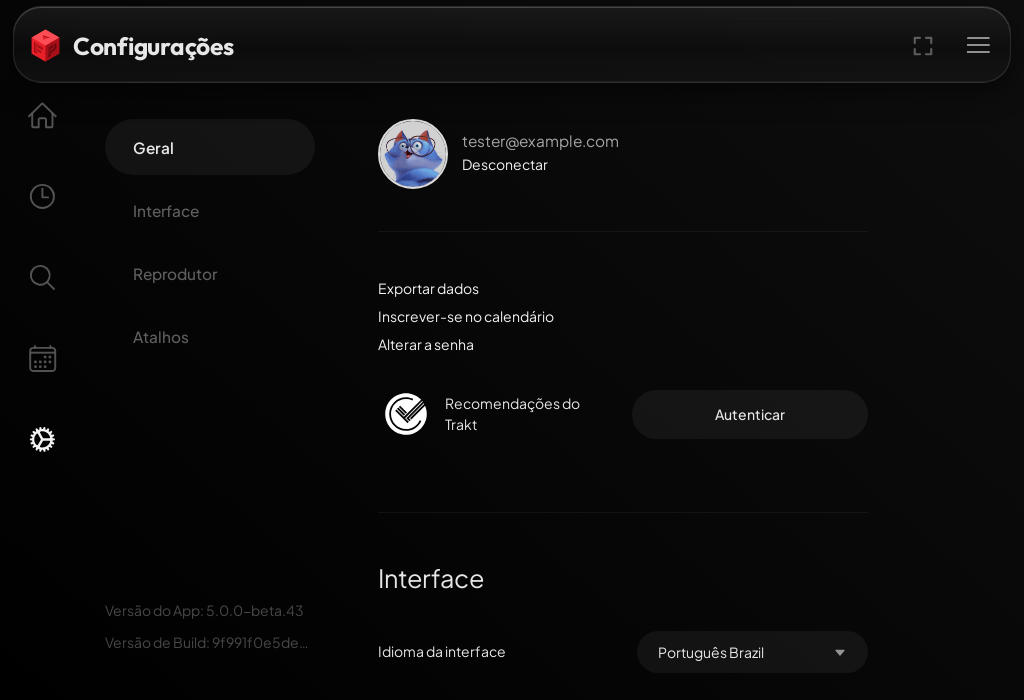 Configurações
Geral
Interface
Reprodutor
Atalhos
tester@example.com
Desconectar
Exportar dados
Inscrever-se no calendário
Alterar a senha
Recomendações do
Trakt
Autenticar
Interface
Idioma da interface
Português Brazil
Versão do App: 5.0.0-beta.43
Versão de Build: 9f991f0e5de...